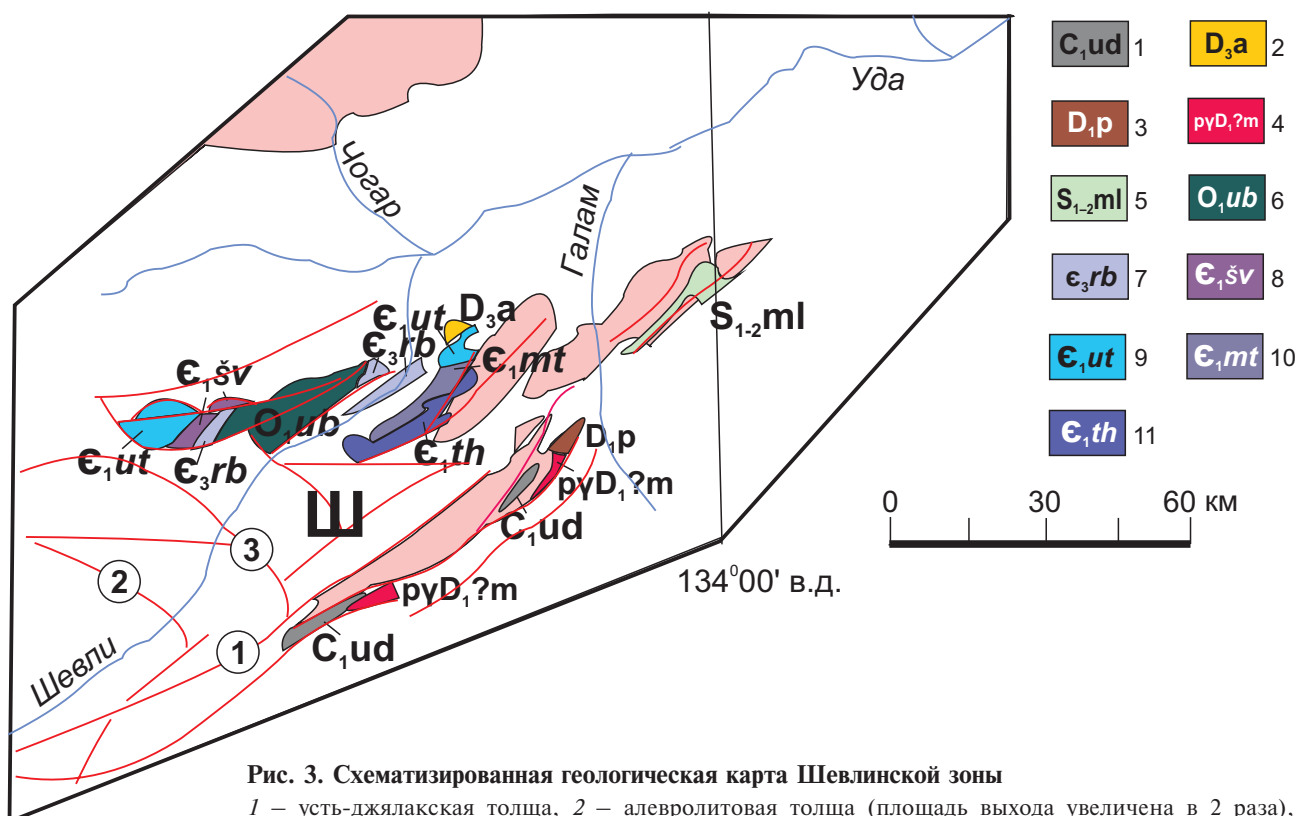 C₁ud 1
D₃a 2
D₁p 3
pγD₁?m 4
S₁₋₂ml 5
O₁ub 6
Є₃rb 7
Є₁šv 8
Є₁ut 9
Є₁mt 10
Є₁th 11
0 30 60 км
Уда
Чогар
Галам
Є₁ut
D₃a
S₁₋₂ml
Є₃rb
Є₁mt
Є₁šv
O₁ub
Є₁ut
Є₃rb
Є₁th
D₁p
pγD₁?m
C₁ud
Ш
3
2
134⁰00' в.д.
pγD₁?m
1
C₁ud
Шевли
Рис. 3. Схематизированная геологическая карта Шевлинской зоны
1 – усть-джялакская толща, 2 – алевролитовая толща (площадь выхода увеличена в 2 раза),